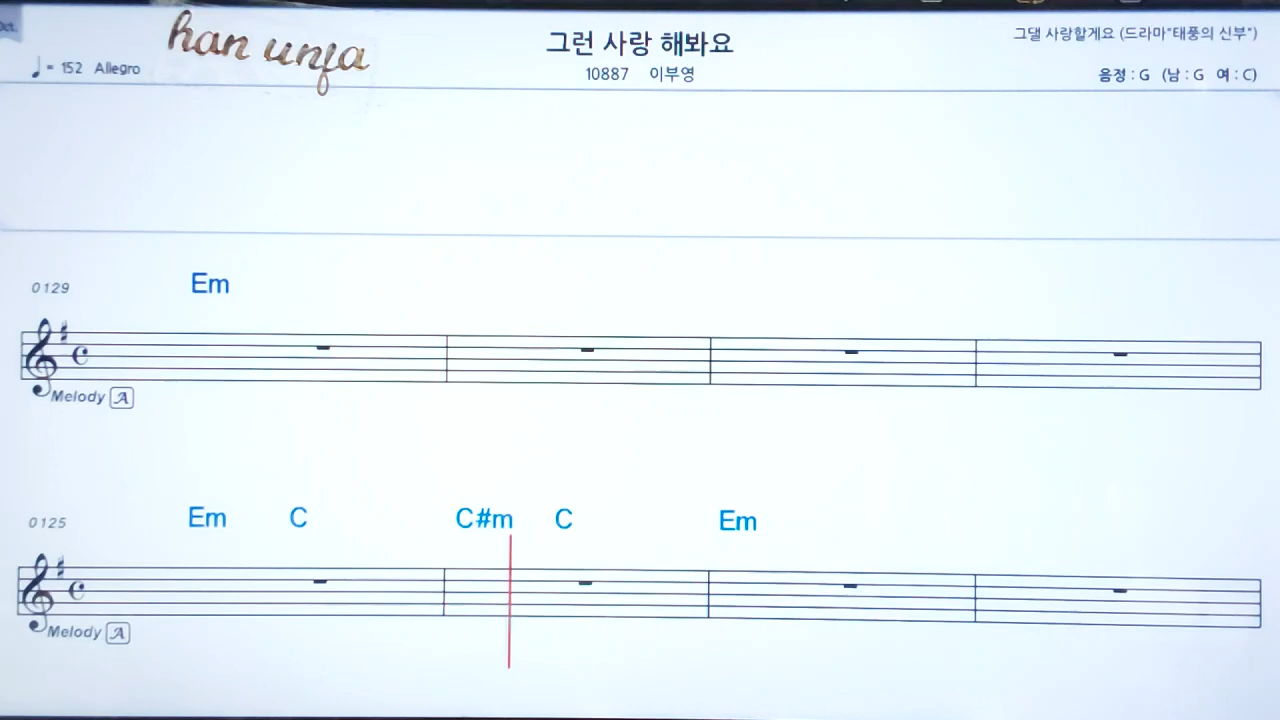 Oct.
han unja
♩ = 152 Allegro
그런 사랑 해봐요
10887 이부영
그댈 사랑할게요 (드라마"태풍의 신부")
음정 : G (남 : G 여 : C)
0129
Em
Melody A
0125
Em C C#m C Em
Melody A